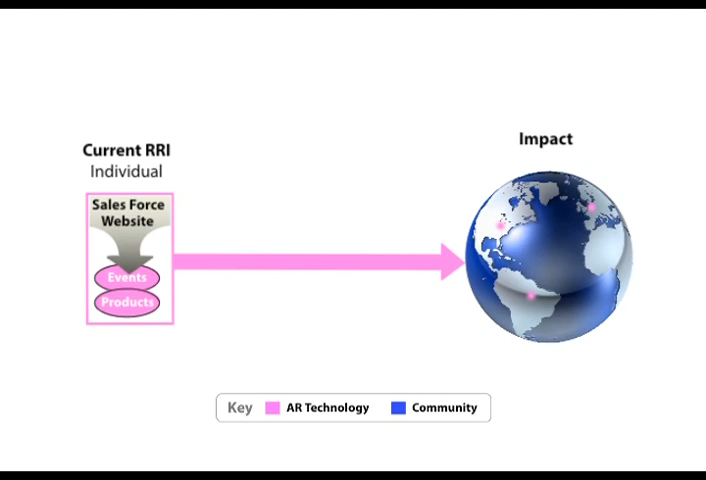 Current RRI
Individual
Sales Force
Website
Events
Products
Impact
Key
AR Technology
Community